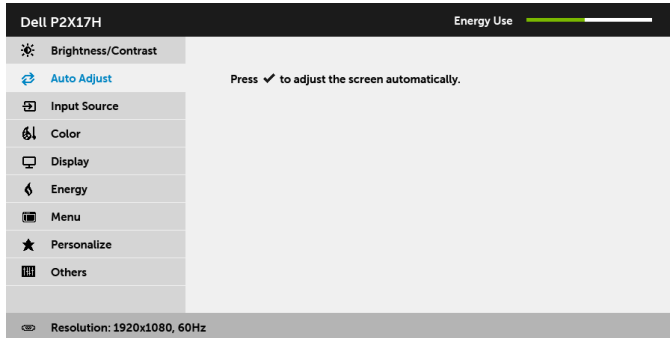 Dell P2X17H Energy Use
Brightness/Contrast
Auto Adjust Press ✔ to adjust the screen automatically.
Input Source
Color
Display
Energy
Menu
Personalize
Others
Resolution: 1920x1080, 60Hz